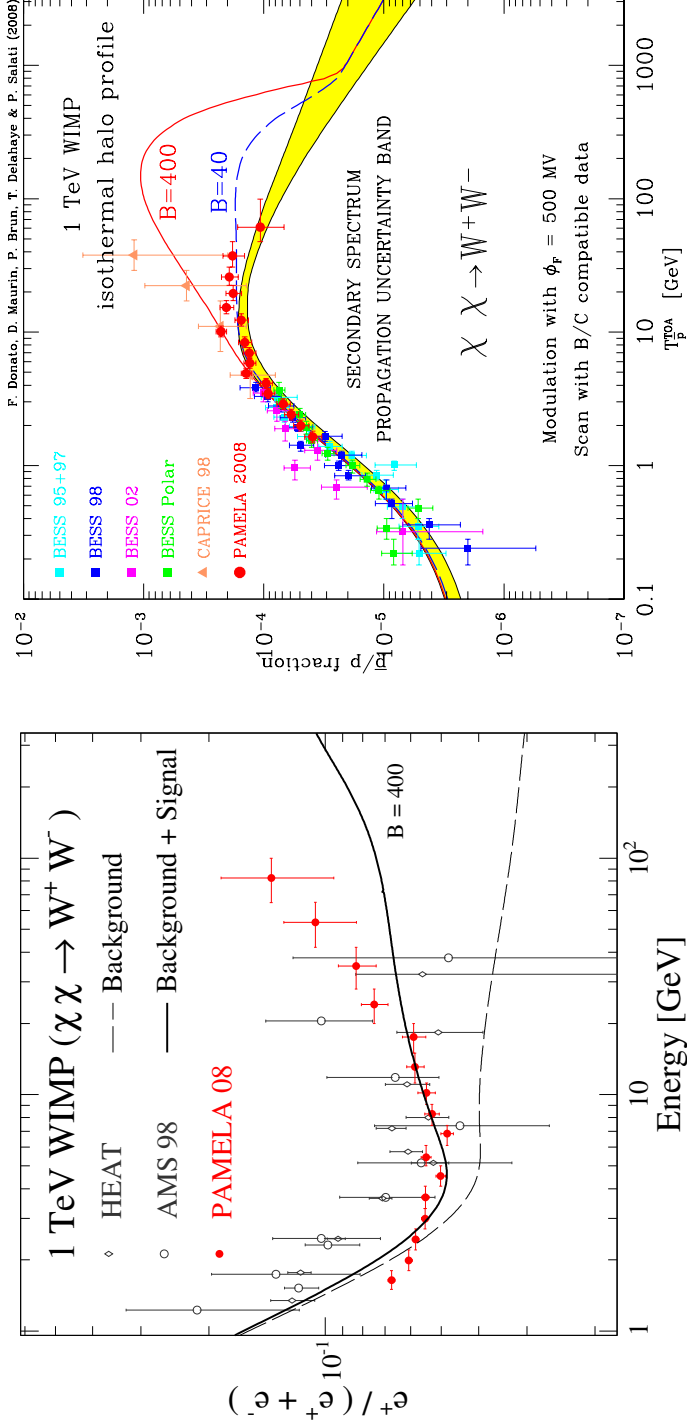 1 TeV WIMP (χχ → W⁺ W⁻)
HEAT
Background
AMS 98
Background + Signal
PAMELA 08
B = 400
10⁻¹
e⁺ / ( e⁺ + e⁻ )
1
10
10²
Energy [GeV]
F. Donato, D. Maurin, P. Brun, T. Delahaye & P. Salati (2008)
10⁻²
10⁻³
10⁻⁴
10⁻⁵
10⁻⁶
10⁻⁷
p̅/p fraction
BESS 95+97
BESS 98
BESS 02
BESS Polar
CAPRICE 98
PAMELA 2008
1 TeV WIMP
isothermal halo profile
B=400
B=40
SECONDARY SPECTRUM
PROPAGATION UNCERTAINTY BAND
χ χ → W⁺W⁻
Modulation with ϕF = 500 MV
Scan with B/C compatible data
0.1
1
10
100
1000
Tp̅ᵀᴼᴬ [GeV]